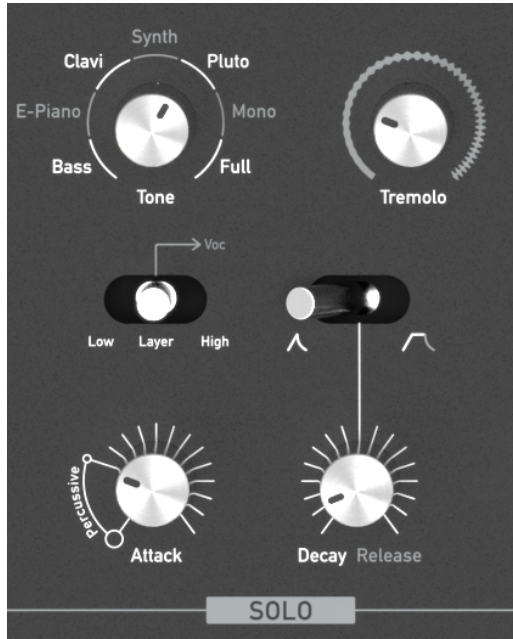 Synth
Clavi
Pluto
E-Piano
Mono
Bass
Full
Tone
Tremolo
Voc
Low
Layer
High
Percussive
Attack
Decay
Release
SOLO